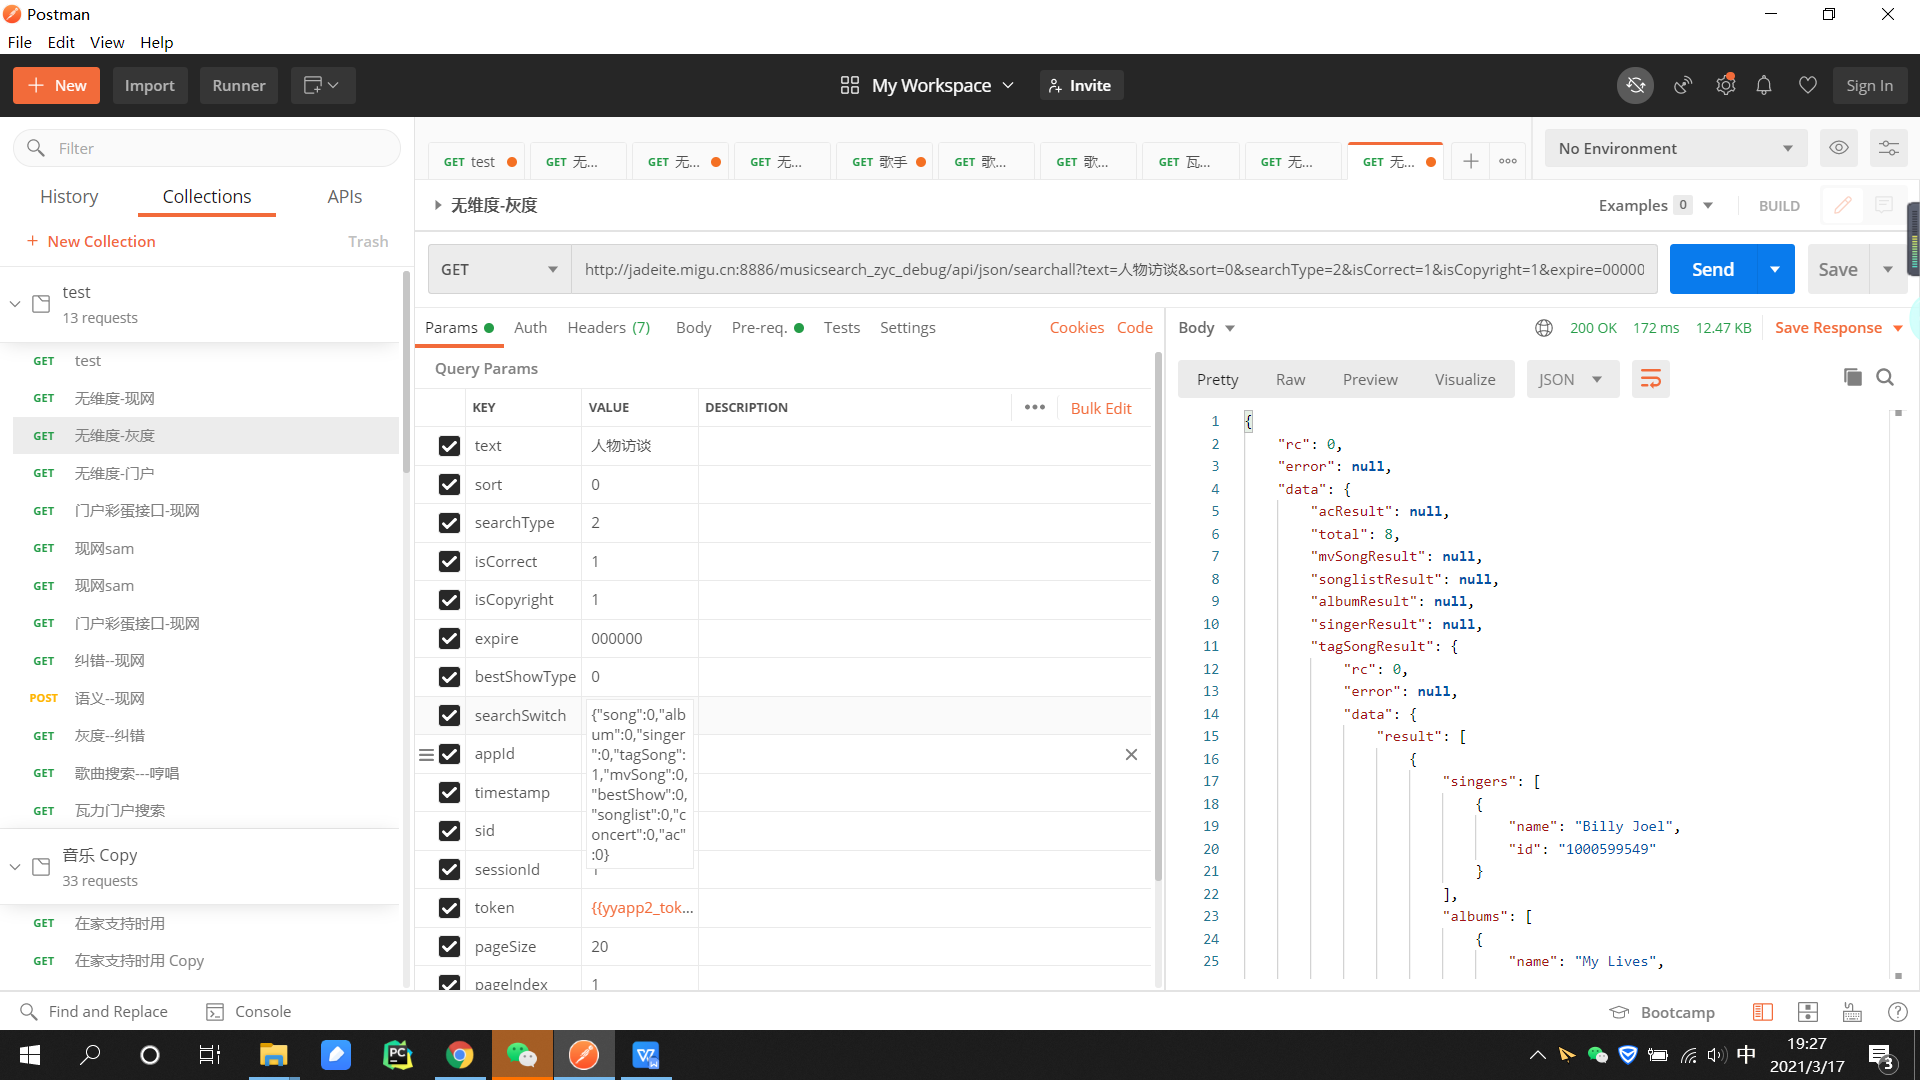 Postman
File Edit View Help
New Import Runner My Workspace Invite Sign In
Filter
History Collections APIs
+ New Collection Trash
test
13 requests
GET test
GET 无维度-现网
GET 无维度-灰度
GET 无维度-门户
GET 门户彩蛋接口-现网
GET 现网sam
GET 现网sam
GET 门户彩蛋接口-现网
GET 纠错--现网
POST 语义--现网
GET 灰度--纠错
GET 歌曲搜索---哼唱
GET 瓦力门户搜索
音乐 Copy
33 requests
GET 在家支持时用
GET 在家支持时用 Copy
GET test GET 无... GET 无... GET 无... GET 歌手 GET 歌... GET 歌... GET 瓦... GET 无... GET 无...
No Environment
无维度-灰度
Examples 0 BUILD
GET http://jadeite.migu.cn:8886/musicsearch_zyc_debug/api/json/searchall?text=人物访谈&sort=0&searchType=2&isCorrect=1&isCopyright=1&expire=00000 Send Save
Params Auth Headers (7) Body Pre-req. Tests Settings Cookies Code
Query Params
KEY VALUE DESCRIPTION ••• Bulk Edit
text 人物访谈
sort 0
searchType 2
isCorrect 1
isCopyright 1
expire 000000
bestShowType 0
searchSwitch
{"song":0,"alb
um":0,"singer
":0,"tagSong":
1,"mvSong":0,
"bestShow":0,
"songlist":0,"c
oncert":0,"ac"
:0}
appId
timestamp
sid
sessionId 1
token {{yyapp2_tok...
pageSize 20
pageIndex 1
Body 200 OK 172 ms 12.47 KB Save Response
Pretty Raw Preview Visualize JSON
1 {
2 "rc": 0,
3 "error": null,
4 "data": {
5 "acResult": null,
6 "total": 8,
7 "mvSongResult": null,
8 "songlistResult": null,
9 "albumResult": null,
10 "singerResult": null,
11 "tagSongResult": {
12 "rc": 0,
13 "error": null,
14 "data": {
15 "result": [
16 {
17 "singers": [
18 {
19 "name": "Billy Joel",
20 "id": "1000599549"
21 }
22 ],
23 "albums": [
24 {
25 "name": "My Lives",
Find and Replace Console Bootcamp
中
19:27
2021/3/17
3